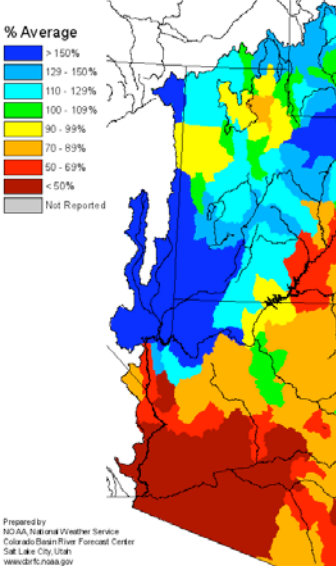 % Average
> 150%
129 - 150%
110 - 129%
100 - 109%
90 - 99%
70 - 89%
50 - 69%
< 50%
Not Reported
Prepared by
NOAA, National Weather Service
Colorado Basin River Forecast Center
Salt Lake City, Utah
www.cbrfc.noaa.gov